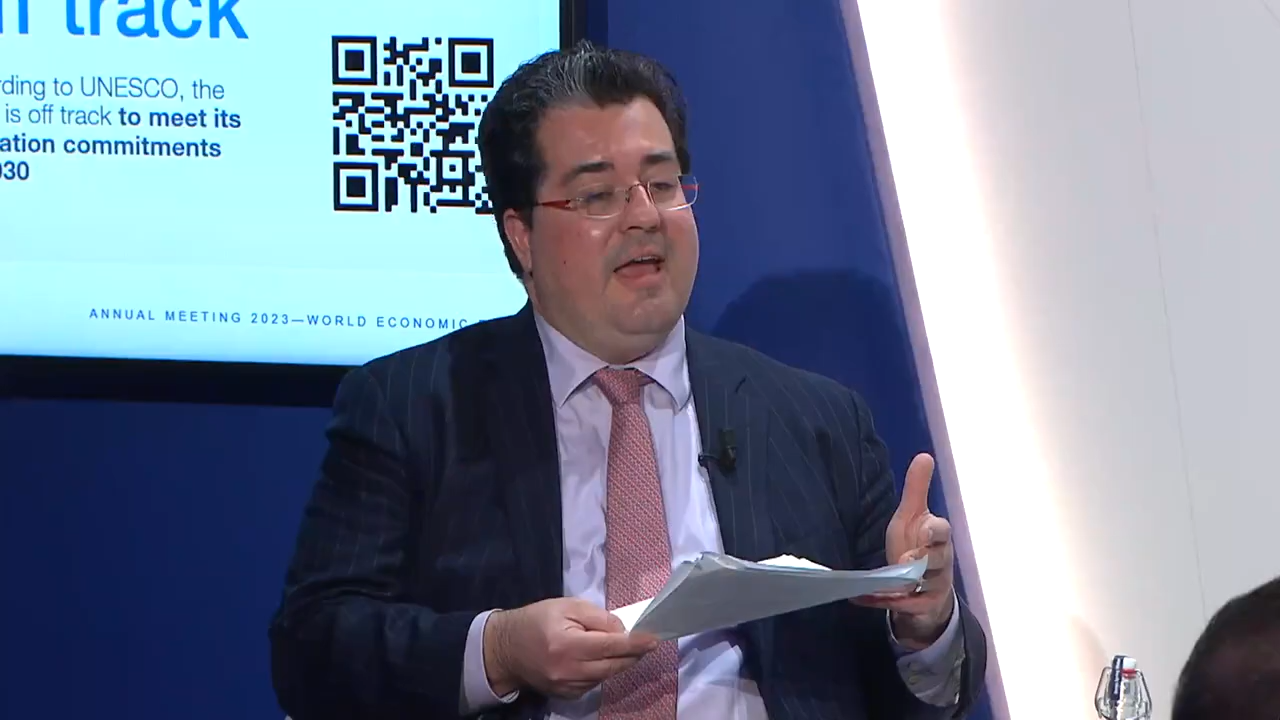 n track
rding to UNESCO, the
is off track to meet its
ation commitments
030
ANNUAL MEETING 2023—WORLD ECONOMIC